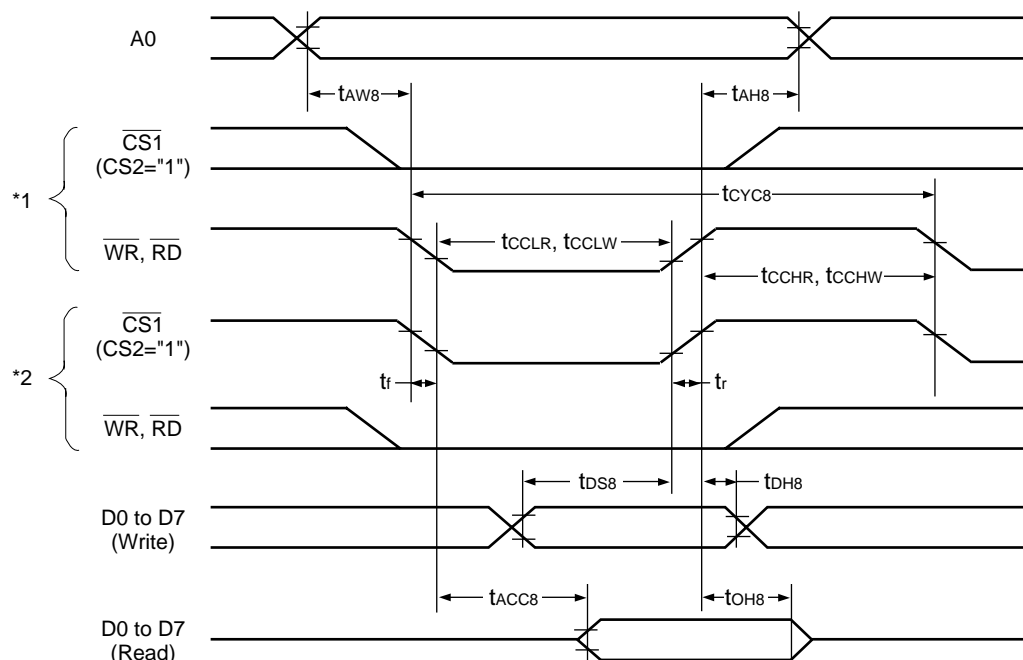 A0
tAW8
tAH8
*1
CS1
(CS2="1")
tCYC8
WR, RD
tCCLR, tCCLW
tCCHR, tCCHW
*2
CS1
(CS2="1")
tf
tr
WR, RD
tDS8
tDH8
D0 to D7
(Write)
tACC8
tOH8
D0 to D7
(Read)